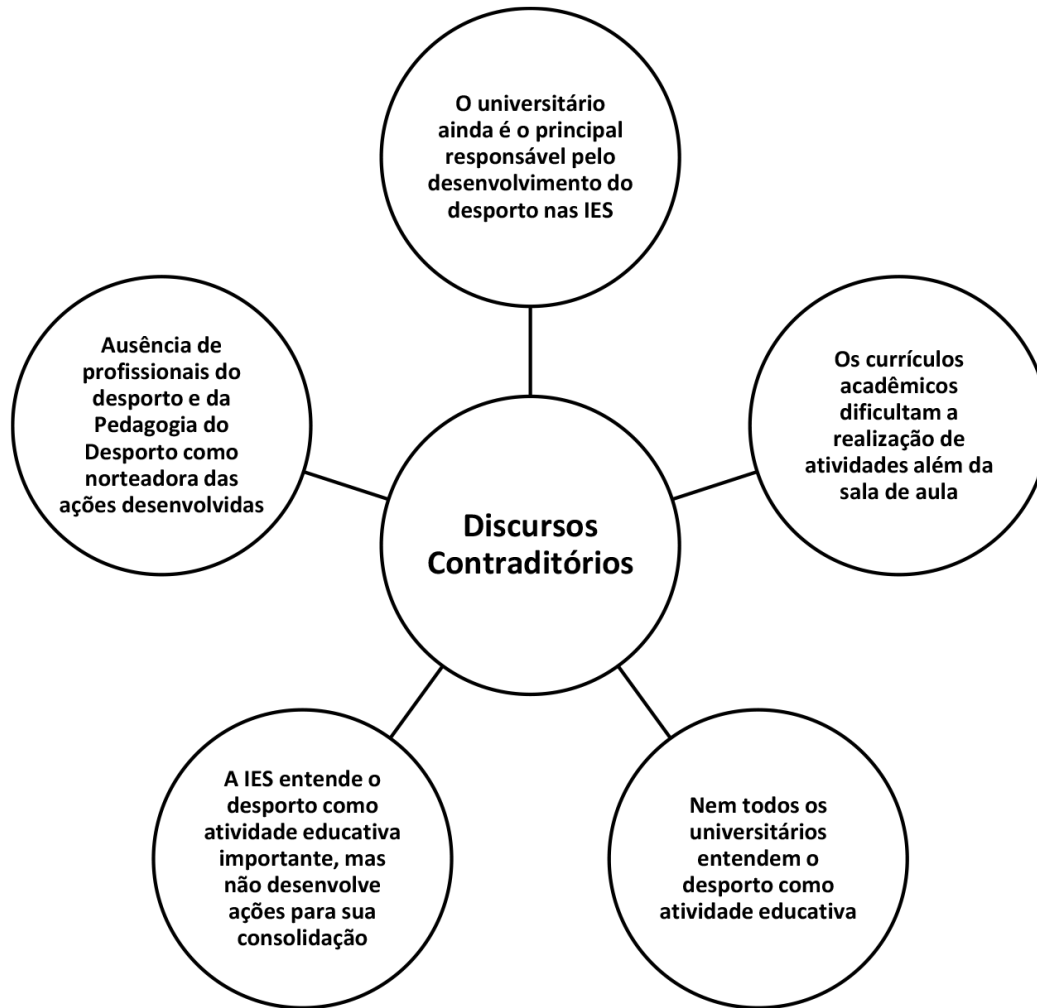 O universitário
ainda é o principal
responsável pelo
desenvolvimento do
desporto nas IES
Ausência de
profissionais do
desporto e da
Pedagogia do
Desporto como
norteadora das
ações desenvolvidas
Os currículos
acadêmicos
dificultam a
realização de
atividades além da
sala de aula
Discursos
Contraditórios
A IES entende o
desporto como
atividade educativa
importante, mas
não desenvolve
ações para sua
consolidação
Nem todos os
universitários
entendem o
desporto como
atividade educativa